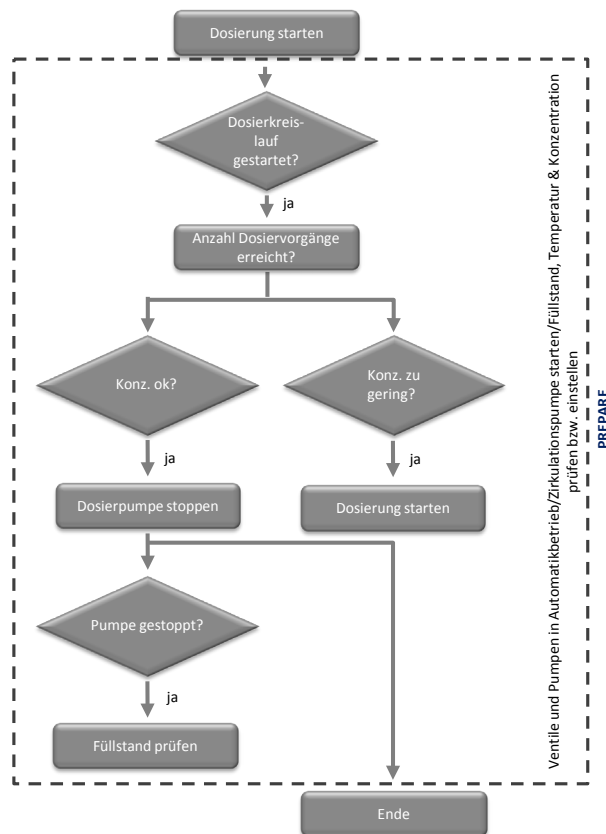 Dosierung starten
Dosierkreis-
lauf
gestartet?
ja
Anzahl Dosiervorgänge
erreicht?
Konz. ok?
Konz. zu
gering?
ja
ja
Dosierpumpe stoppen
Dosierung starten
Pumpe gestoppt?
ja
Füllstand prüfen
Ende
Ventile und Pumpen in Automatikbetrieb/Zirkulationspumpe starten/Füllstand, Temperatur & Konzentration
prüfen bzw. einstellen
PREPARE